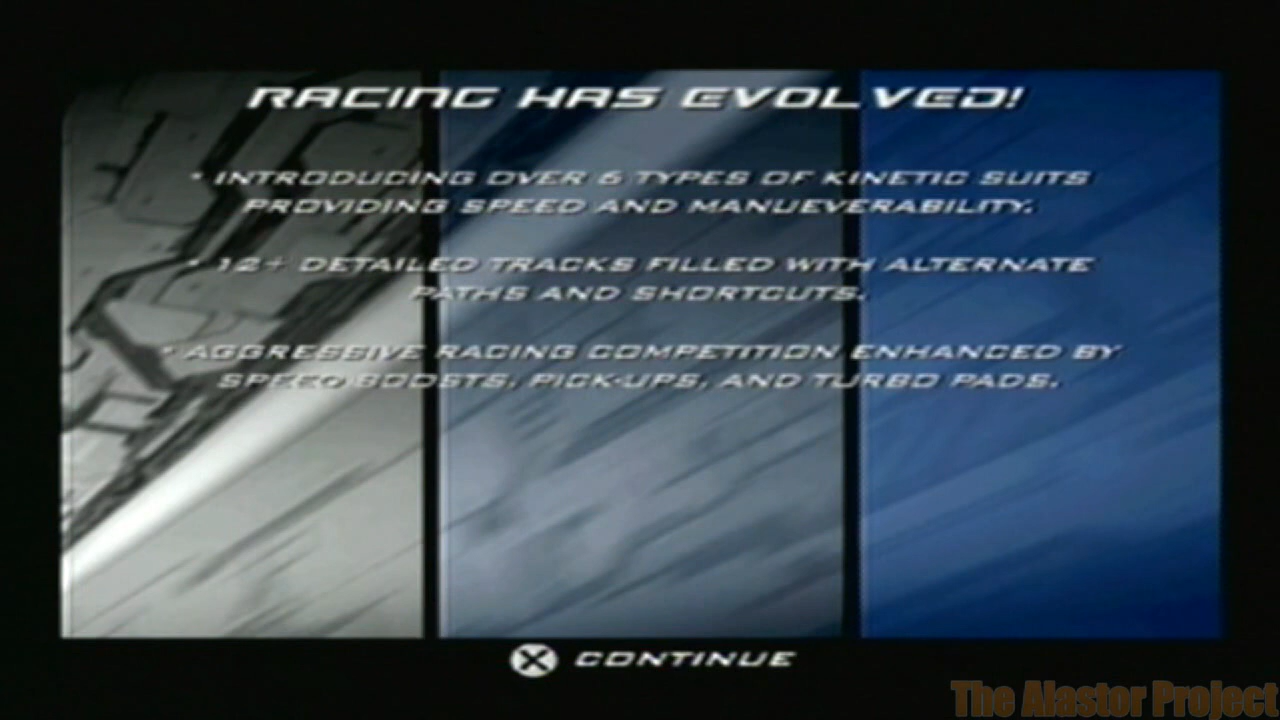 RACING HAS EVOLVED!
* INTRODUCING OVER 6 TYPES OF KINETIC SUITS
PROVIDING SPEED AND MANUEVERABILITY.
* 12+ DETAILED TRACKS FILLED WITH ALTERNATE
PATHS AND SHORTCUTS.
* AGGRESSIVE RACING COMPETITION ENHANCED BY
SPEED BOOSTS, PICK-UPS, AND TURBO PADS.
CONTINUE
The Alastor Project